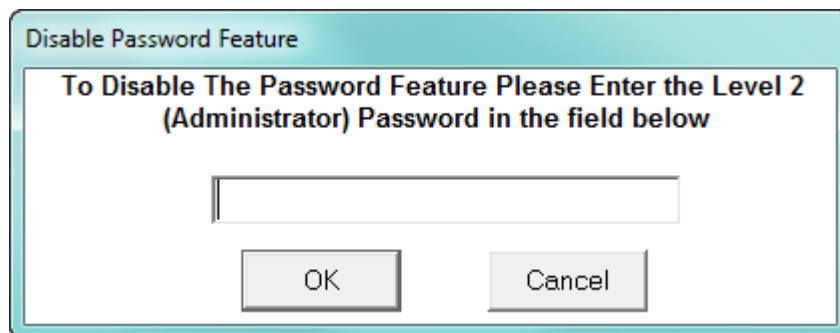 Disable Password Feature
To Disable The Password Feature Please Enter the Level 2
(Administrator) Password in the field below
OK
Cancel